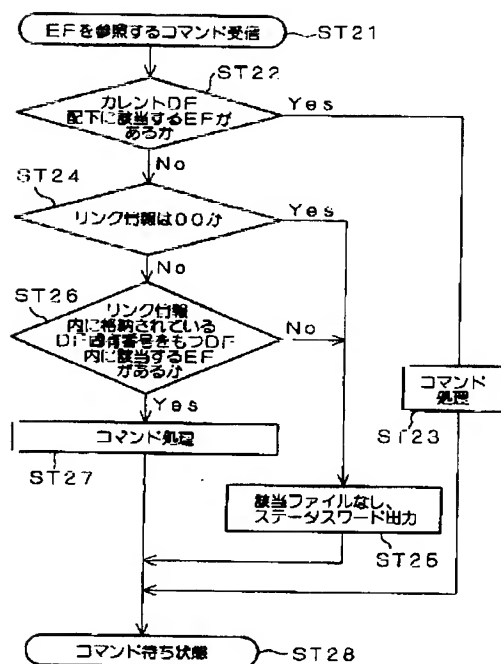 EFを参照するコマンド受信
ST21
ST22
カレントDF
配下に該当するEFが
あるか
Yes
No
ST24
リンク情報は00か
Yes
No
ST26
リンク情報
内に格納されている
DF固有番号をもつDF
内に該当するEF
があるか
No
Yes
コマンド
処理
ST23
コマンド処理
ST27
該当ファイルなし、
ステータスワード出力
ST25
コマンド待ち状態
ST28